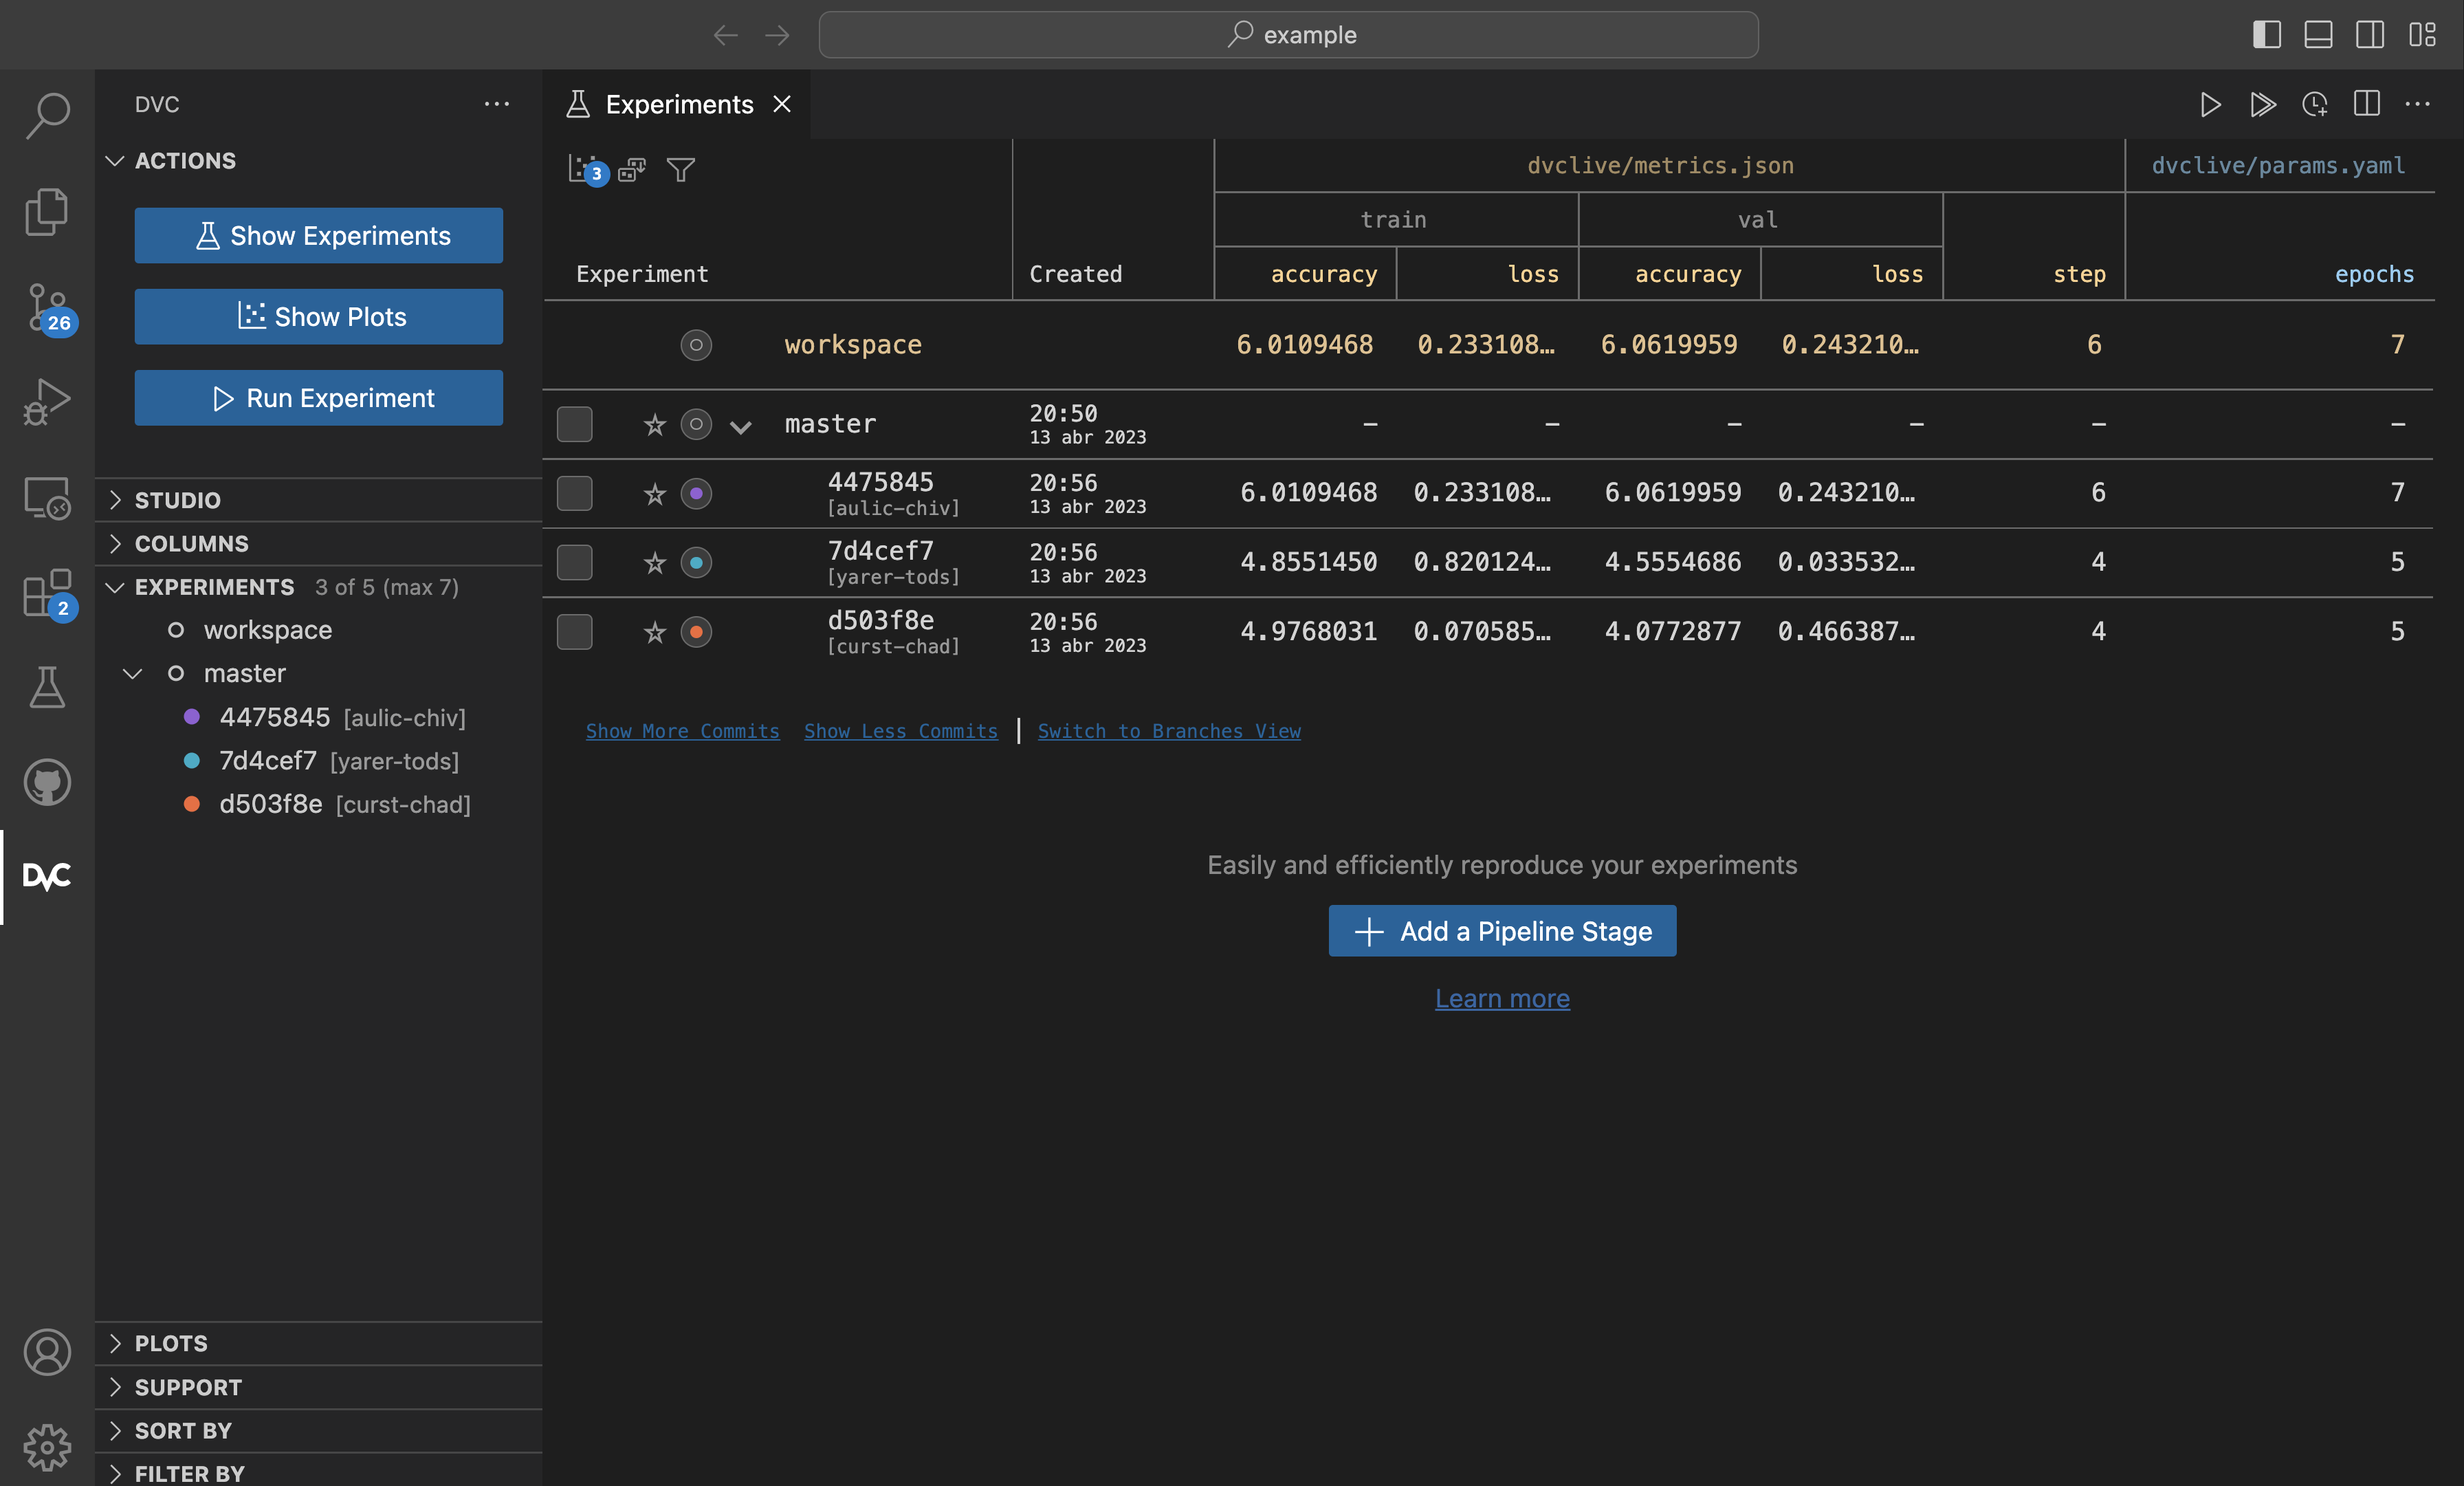 example
DVC
ACTIONS
Show Experiments
Show Plots
Run Experiment
STUDIO
COLUMNS
EXPERIMENTS 3 of 5 (max 7)
workspace
master
4475845 [aulic-chiv]
7d4cef7 [yarer-tods]
d503f8e [curst-chad]
PLOTS
SUPPORT
SORT BY
FILTER BY
26
2
DVC
Experiments
3
dvclive/metrics.json dvclive/params.yaml
train val
Experiment Created accuracy loss accuracy loss step epochs
workspace 6.0109468 0.233108… 6.0619959 0.243210… 6 7
master 20:50 – – – – – –
13 abr 2023
4475845 20:56 6.0109468 0.233108… 6.0619959 0.243210… 6 7
[aulic-chiv] 13 abr 2023
7d4cef7 20:56 4.8551450 0.820124… 4.5554686 0.033532… 4 5
[yarer-tods] 13 abr 2023
d503f8e 20:56 4.9768031 0.070585… 4.0772877 0.466387… 4 5
[curst-chad] 13 abr 2023
Show More Commits Show Less Commits | Switch to Branches View
Easily and efficiently reproduce your experiments
Add a Pipeline Stage
Learn more